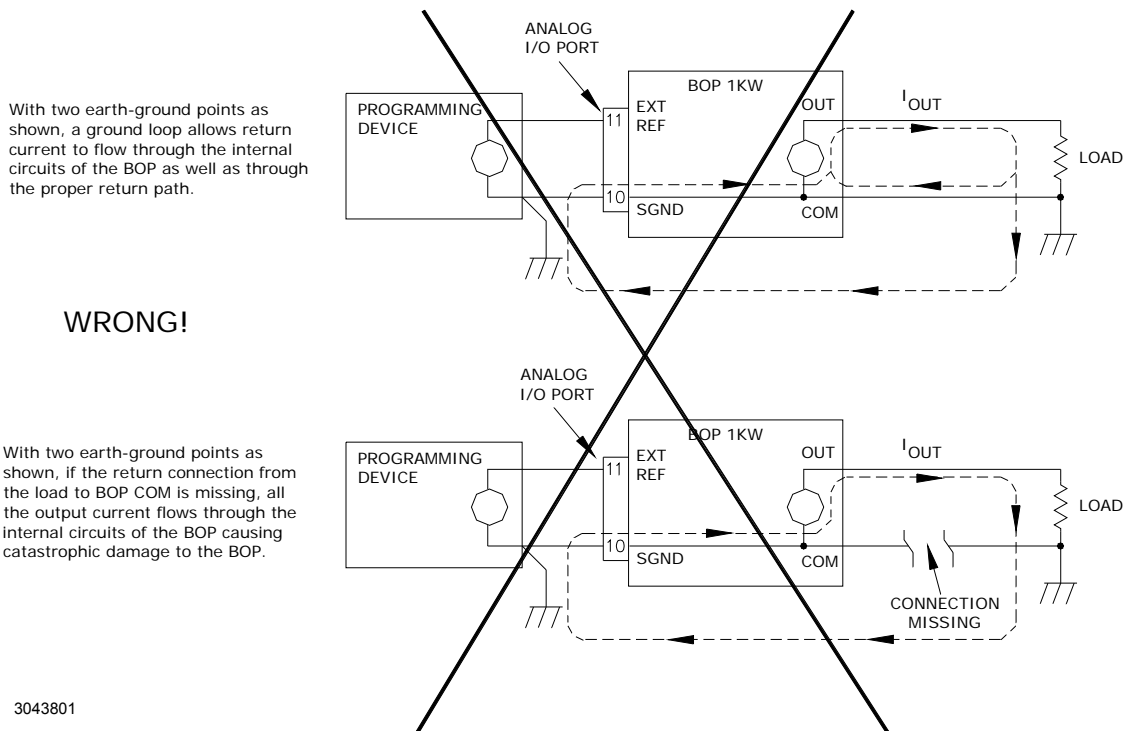 With two earth-ground points as
shown, a ground loop allows return
current to flow through the internal
circuits of the BOP as well as through
the proper return path.
ANALOG
I/O PORT
PROGRAMMING
DEVICE
11
EXT
REF
10
SGND
BOP 1KW
OUT
COM
IOUT
LOAD
WRONG!
With two earth-ground points as
shown, if the return connection from
the load to BOP COM is missing, all
the output current flows through the
internal circuits of the BOP causing
catastrophic damage to the BOP.
ANALOG
I/O PORT
PROGRAMMING
DEVICE
11
EXT
REF
10
SGND
BOP 1KW
OUT
COM
IOUT
LOAD
CONNECTION
MISSING
3043801